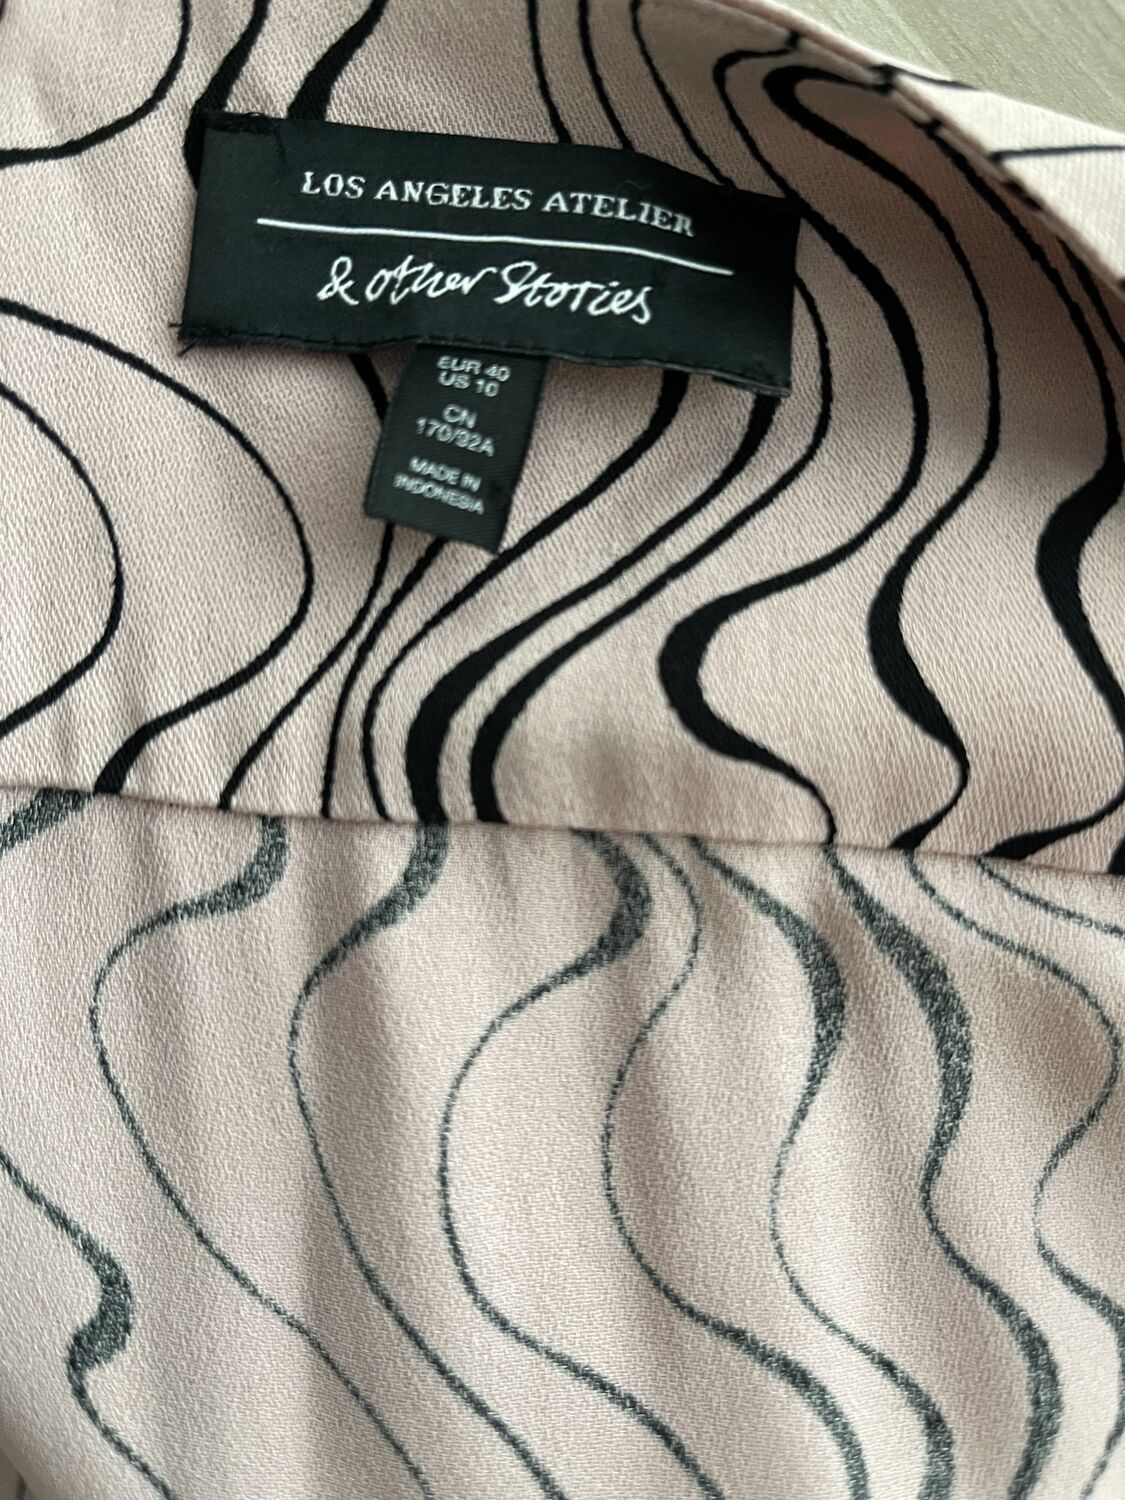 LOS ANGELES ATELIER
& other Stories
EUR 40
US 10
CN
170/92A
MADE IN
INDONESIA